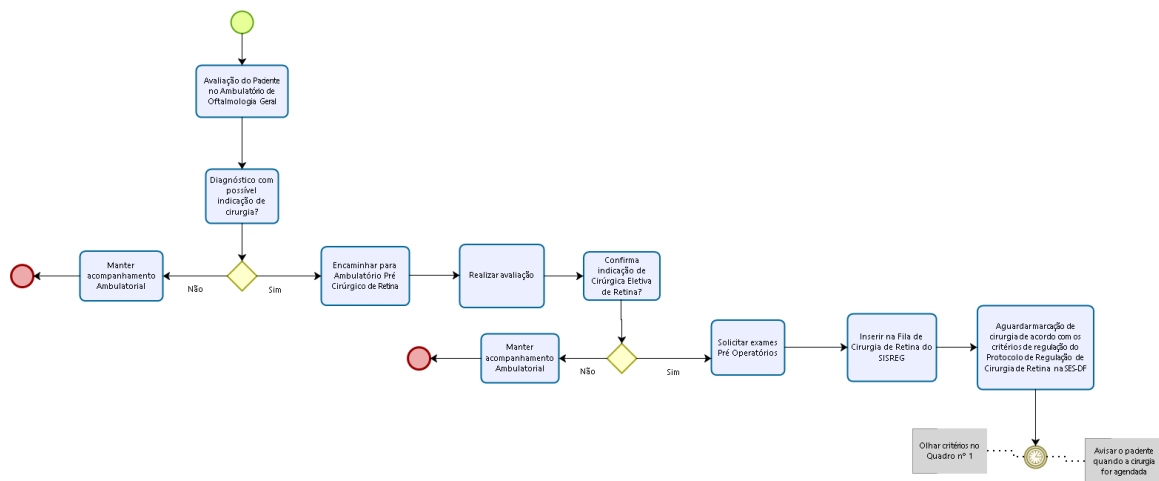 Avaliação do Paciente
no Ambulatório de
Oftalmologia Geral
Diagnóstico com
possível
indicação de
cirurgia?
Manter
acompanhamento
Ambulatorial
Não
Sim
Encaminhar para
Ambulatório Pré
Cirúrgico de Retina
Realizar avaliação
Confirma
indicação de
Cirúrgica Eletiva
de Retina?
Manter
acompanhamento
Ambulatorial
Não
Sim
Solicitar exames
Pré Operatórios
Inserir na Fila de
Cirurgia de Retina do
SISREG
Aguardar marcação de
cirurgia de acordo com os
critérios de regulação do
Protocolo de Regulação de
Cirurgia de Retina na SES-DF
Olhar critérios no
Quadro nº 1
Avisar o paciente
quando a cirurgia
for agendada